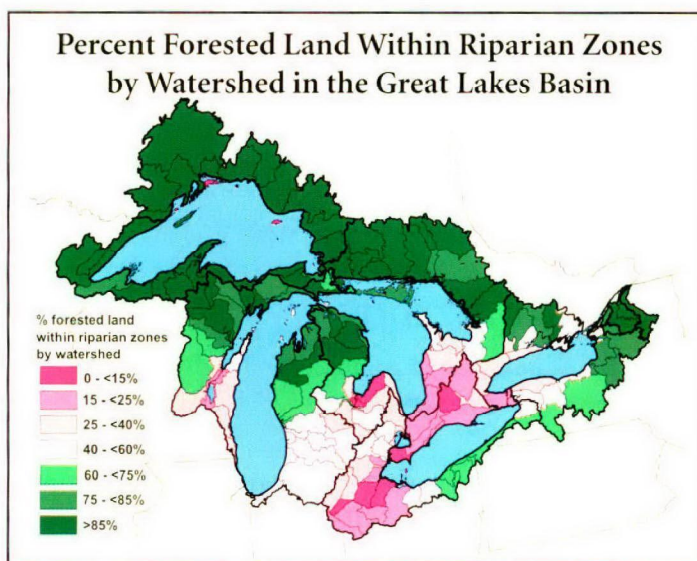 Percent Forested Land Within Riparian Zones
by Watershed in the Great Lakes Basin
% forested land
within riparian zones
by watershed
0 - <15%
15 - <25%
25 - <40%
40 - <60%
60 - <75%
75 - <85%
>85%